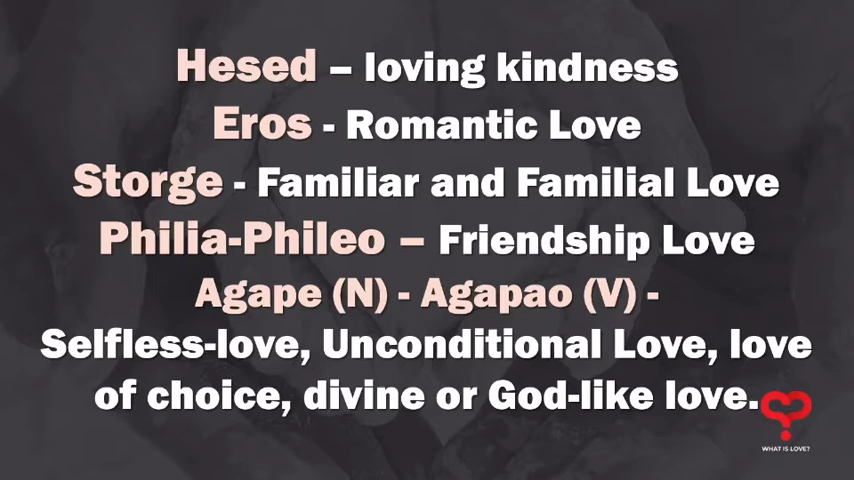 Hesed – loving kindness
Eros - Romantic Love
Storge - Familiar and Familial Love
Philia-Phileo – Friendship Love
Agape (N) - Agapao (V) -
Selfless-love, Unconditional Love, love
of choice, divine or God-like love.
WHAT IS LOVE?